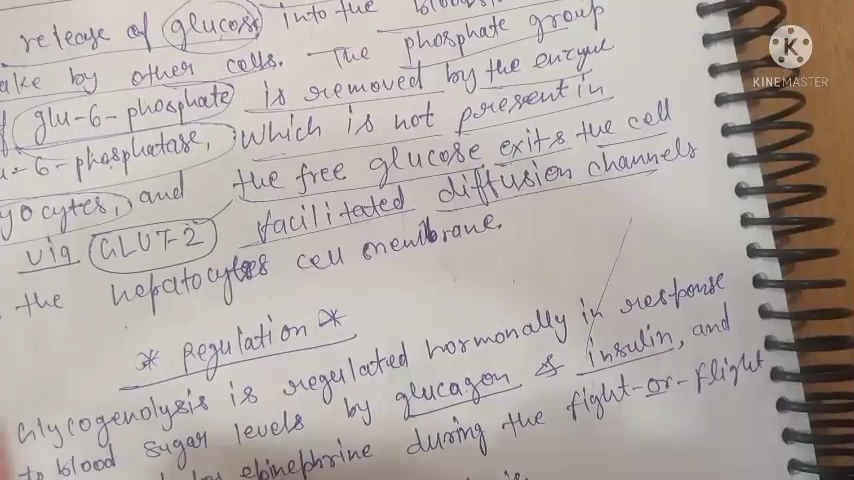 release of glucose into the
ake by other cells. The phosphate group
glu-6-phosphate is removed by the enzyme
-6-phosphatase, which is not present in
yocytes, and the free glucose exits the cell
via GLUT-2 facilitated diffusion channels
the hepatocytes cell membrane.
* Regulation *
Glycogenolysis is regulated hormonally in response
to blood sugar levels by glucagon & insulin, and
epinephrine during the fight-or-flight
KINEMASTER